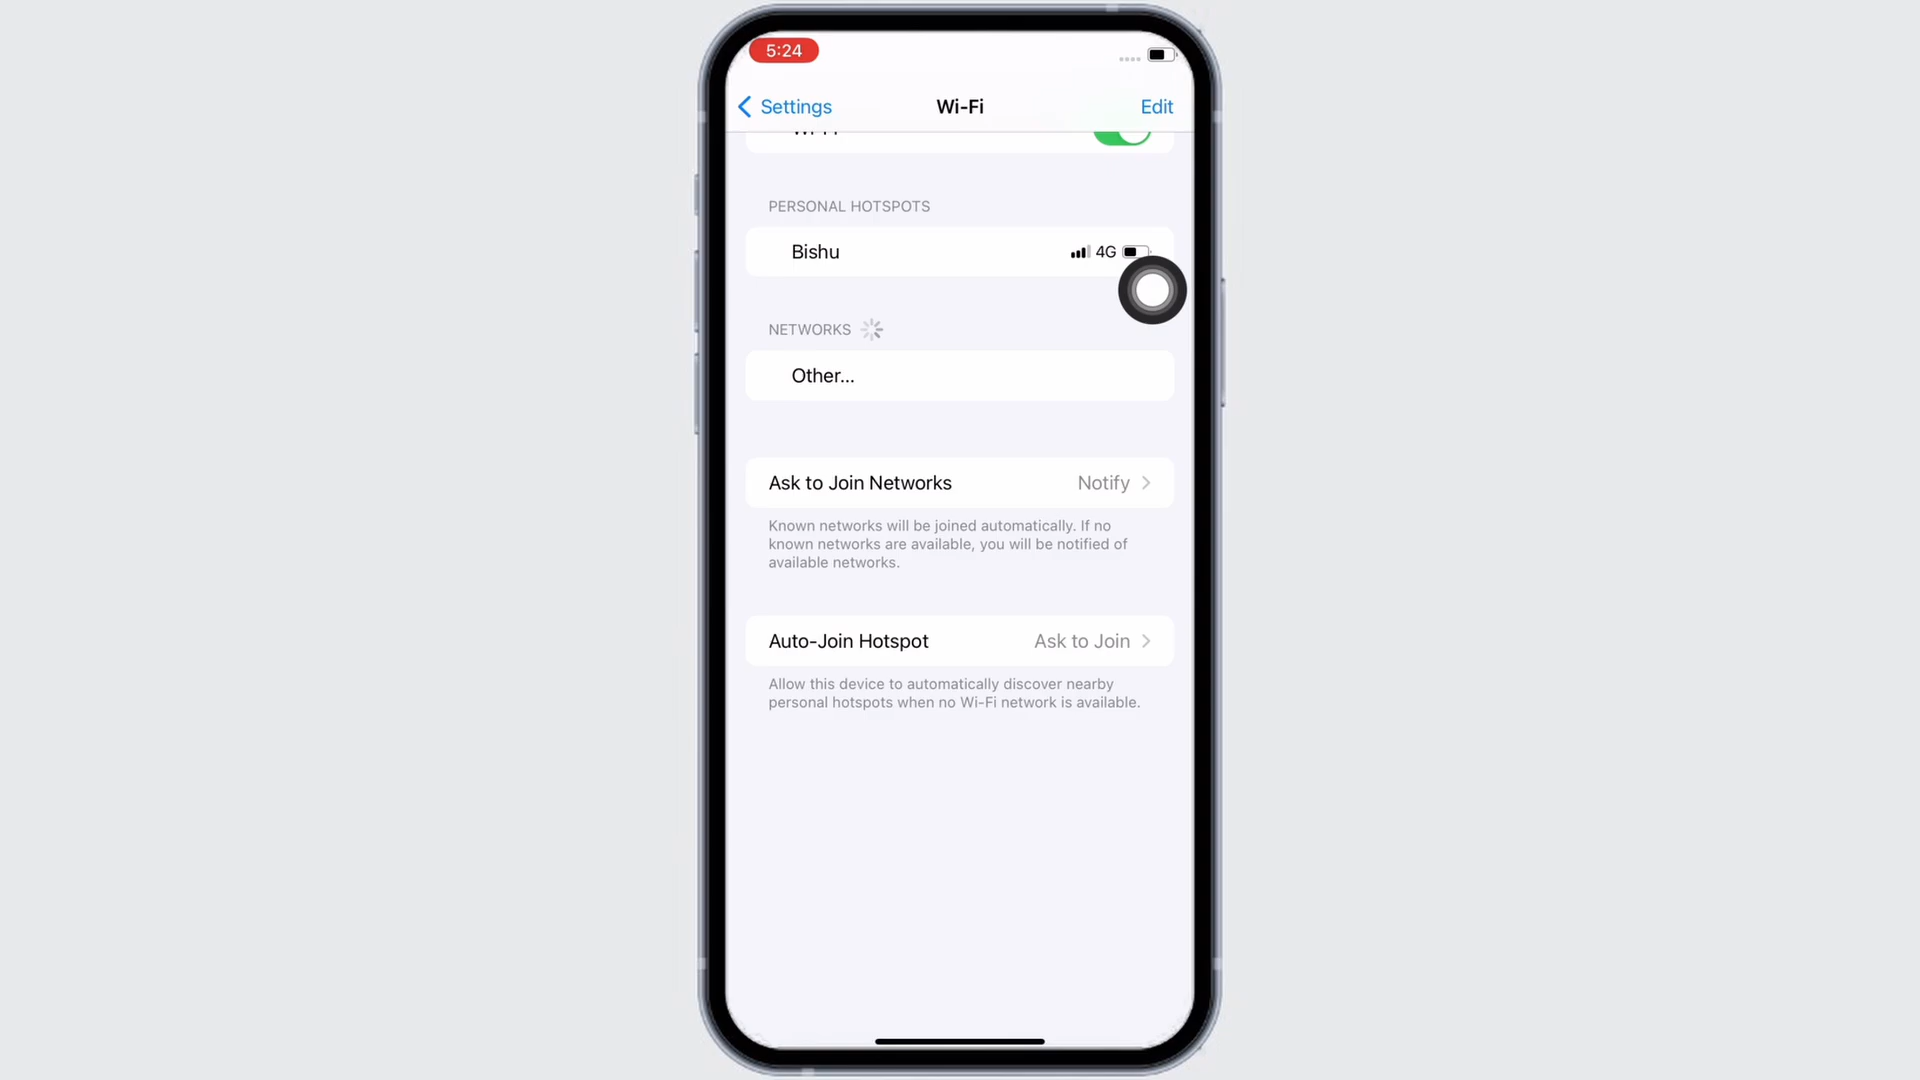 5:24
Settings
Wi-Fi
Edit
Wi-Fi
PERSONAL HOTSPOTS
Bishu
4G
NETWORKS
Other...
Ask to Join Networks
Notify
Known networks will be joined automatically. If no
known networks are available, you will be notified of
available networks.
Auto-Join Hotspot
Ask to Join
Allow this device to automatically discover nearby
personal hotspots when no Wi-Fi network is available.